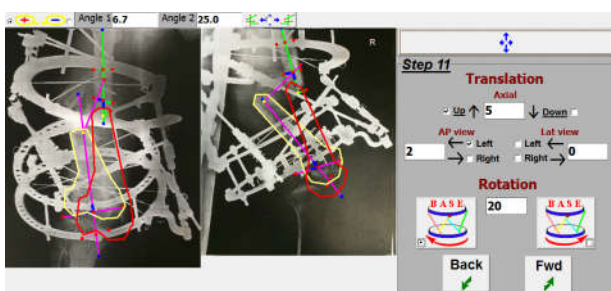 Angle 1 6.7 Angle 2 25.0
R
Step 11
Translation
Axial
Up 5 Down
AP view Lat view
2 Left Left 0
Right Right
Rotation
BASE 20 BASE
Back Fwd